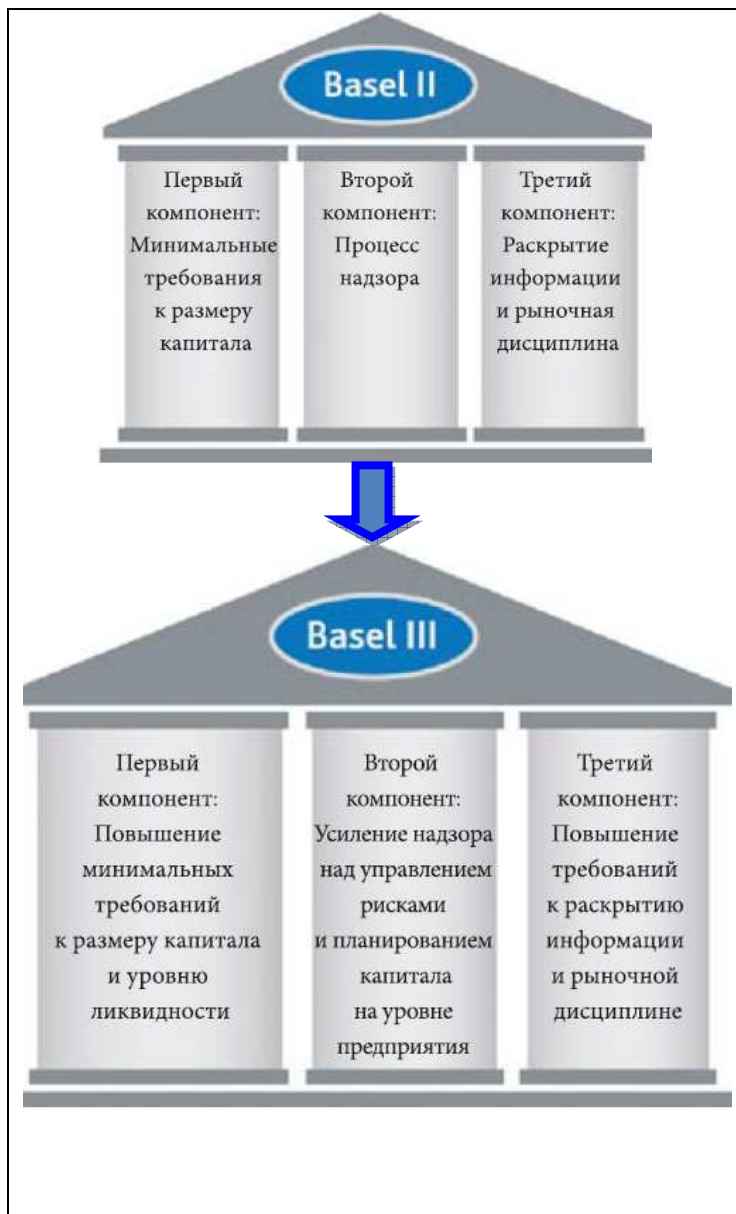 Basel II
Первый
компонент:
Минимальные
требования
к размеру
капитала
Второй
компонент:
Процесс
надзора
Третий
компонент:
Раскрытие
информации
и рыночная
дисциплина
Basel III
Первый
компонент:
Повышение
минимальных
требований
к размеру капитала
и уровню
ликвидности
Второй
компонент:
Усиление надзора
над управлением
рисками
и планированием
капитала
на уровне
предприятия
Третий
компонент:
Повышение
требований
к раскрытию
информации
и рыночной
дисциплине